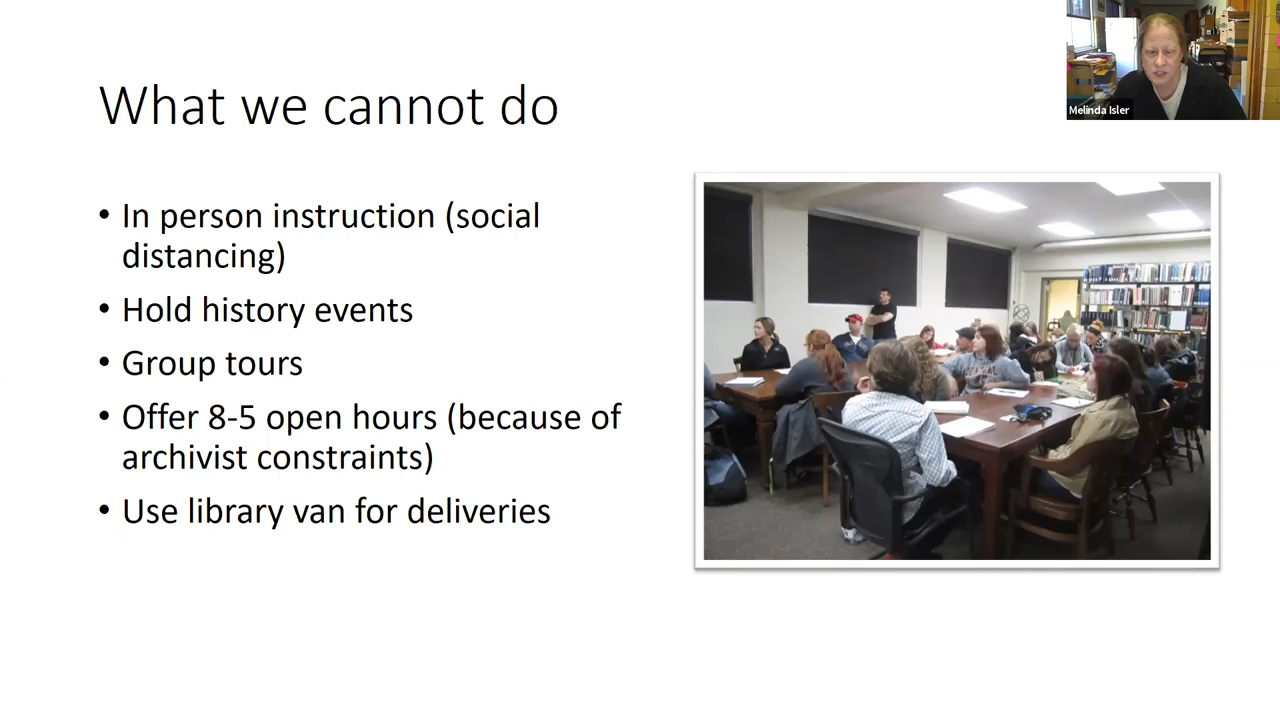 Melinda Isler
What we cannot do
• In person instruction (social
distancing)
• Hold history events
• Group tours
• Offer 8-5 open hours (because of
archivist constraints)
• Use library van for deliveries